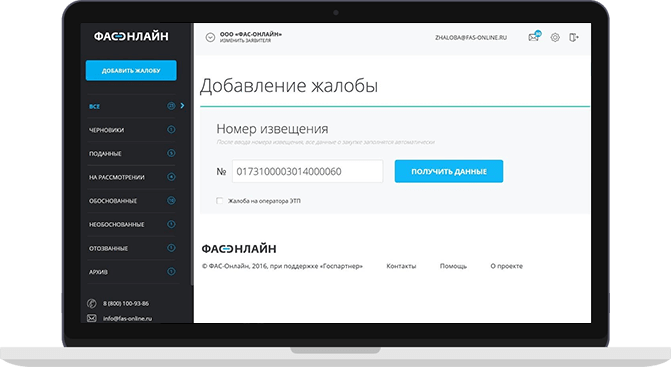 ФАС-ОНЛАЙН
ДОБАВИТЬ ЖАЛОБУ
ВСЕ
ЧЕРНОВИКИ
ПОДАННЫЕ
НА РАССМОТРЕНИИ
ОБОСНОВАННЫЕ
НЕОБОСНОВАННЫЕ
ОТОЗВАННЫЕ
АРХИВ
8 (800) 100-93-86
info@fas-online.ru
ООО «ФАС-ОНЛАЙН»
ИЗМЕНИТЬ ЗАЯВИТЕЛЯ
ZHALOBA@FAS-ONLINE.RU
Добавление жалобы
Номер извещения
После ввода номера извещения, все данные о закупке заполнятся автоматически
№ 0173100003014000060 ПОЛУЧИТЬ ДАННЫЕ
Жалоба на оператора ЭТП
ФАС-ОНЛАЙН
© ФАС-Онлайн, 2016, при поддержке «Госпартнер» Контакты Помощь О проекте